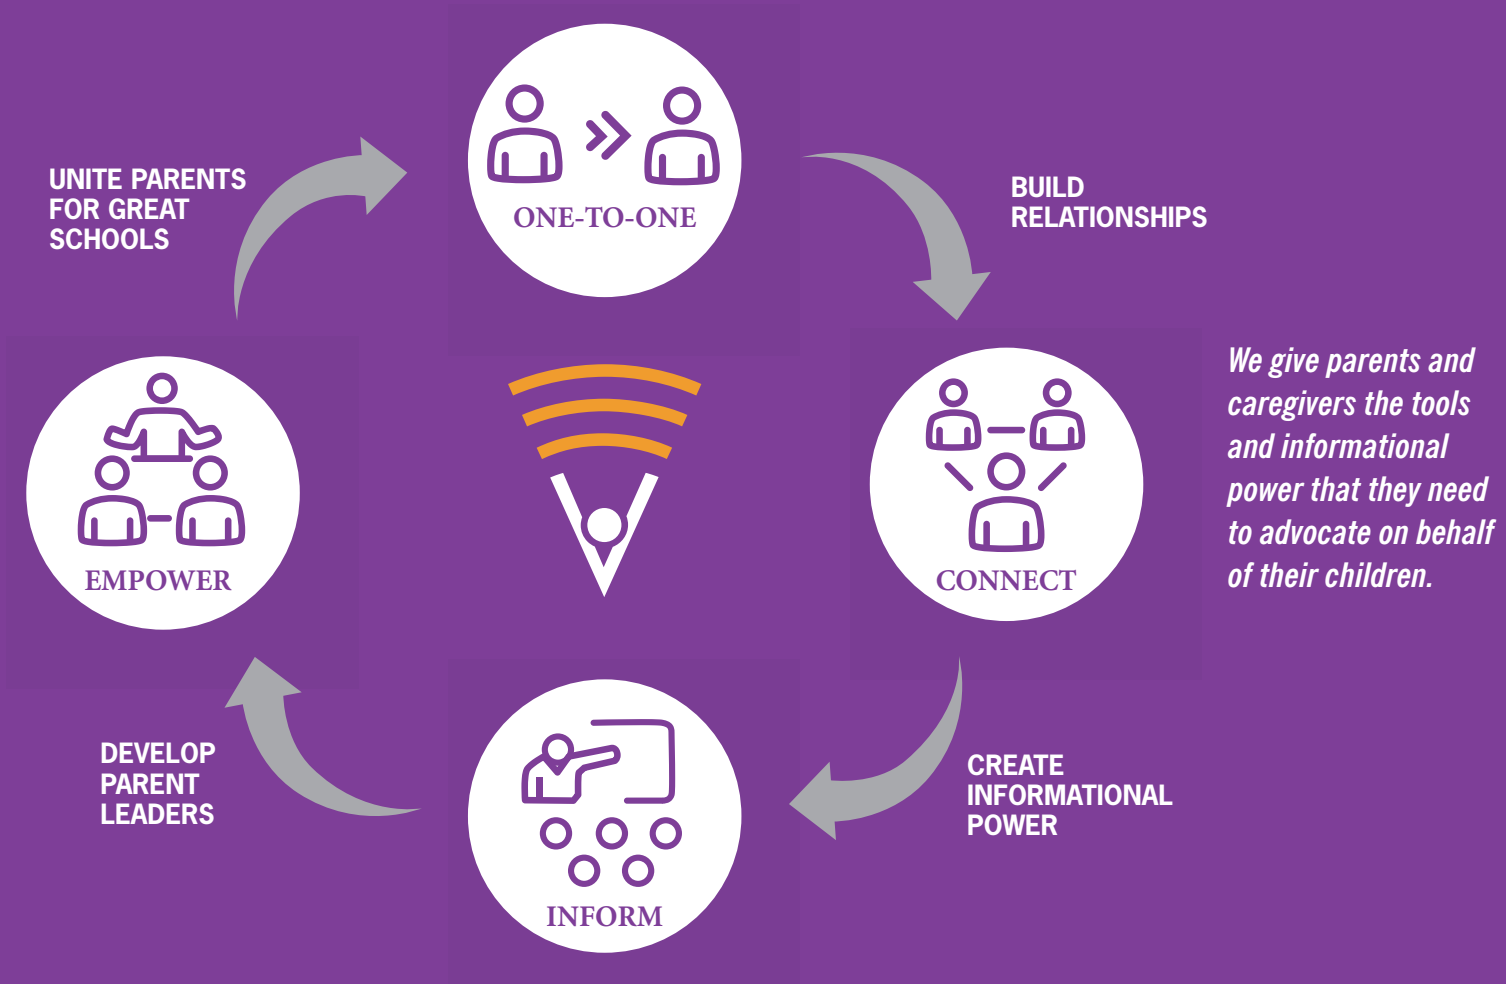 ONE-TO-ONE
BUILD
RELATIONSHIPS
CONNECT
We give parents and
caregivers the tools
and informational
power that they need
to advocate on behalf
of their children.
CREATE
INFORMATIONAL
POWER
INFORM
DEVELOP
PARENT
LEADERS
EMPOWER
UNITE PARENTS
FOR GREAT
SCHOOLS